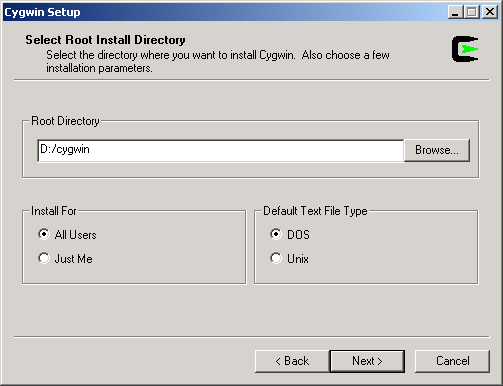 Cygwin Setup
Select Root Install Directory
Select the directory where you want to install Cygwin.  Also choose a few
installation parameters.
Root Directory
D:/cygwin
Browse...
Install For
All Users
Just Me
Default Text File Type
DOS
Unix
< Back
Next >
Cancel